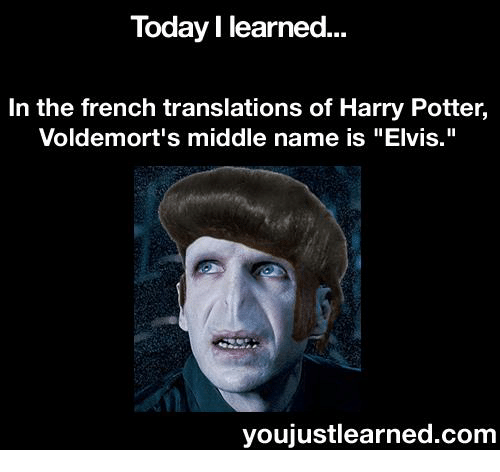 Today I learned...
In the french translations of Harry Potter,
Voldemort's middle name is "Elvis."
youjustlearned.com